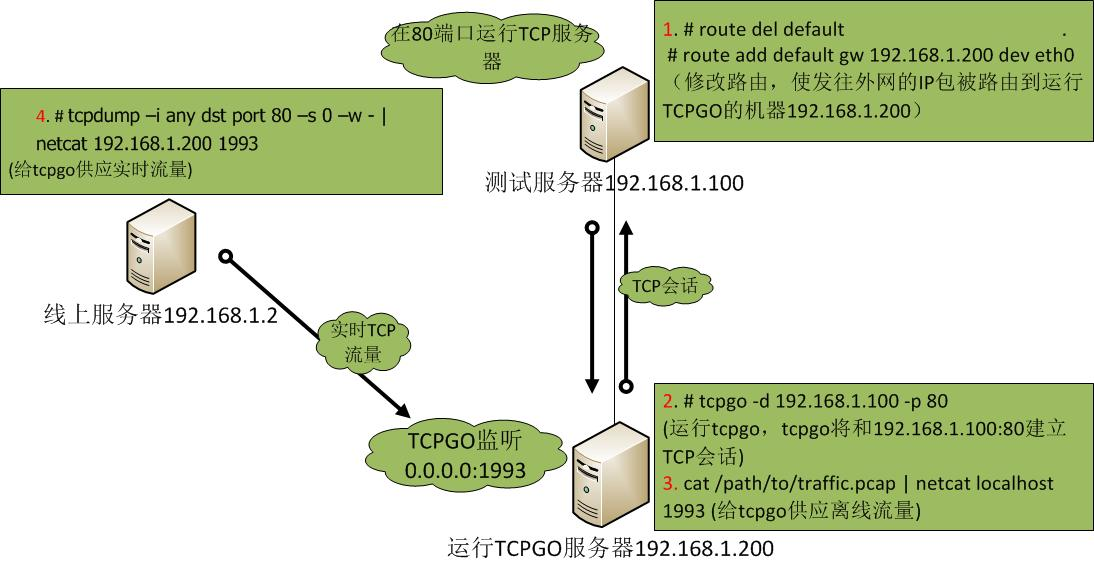 在80端口运行TCP服务
器
1. # route del default .
# route add default gw 192.168.1.200 dev eth0
（修改路由，使发往外网的IP包被路由到运行
TCPGO的机器192.168.1.200）
4. # tcpdump –i any dst port 80 –s 0 –w - |
netcat 192.168.1.200 1993
(给tcpgo供应实时流量)
测试服务器192.168.1.100
线上服务器192.168.1.2
TCP会话
实时TCP
流量
TCPGO监听
0.0.0.0:1993
2. # tcpgo -d 192.168.1.100 -p 80
(运行tcpgo，tcpgo将和192.168.1.100:80建立
TCP会话)
3. cat /path/to/traffic.pcap | netcat localhost
1993 (给tcpgo供应离线流量)
运行TCPGO服务器192.168.1.200